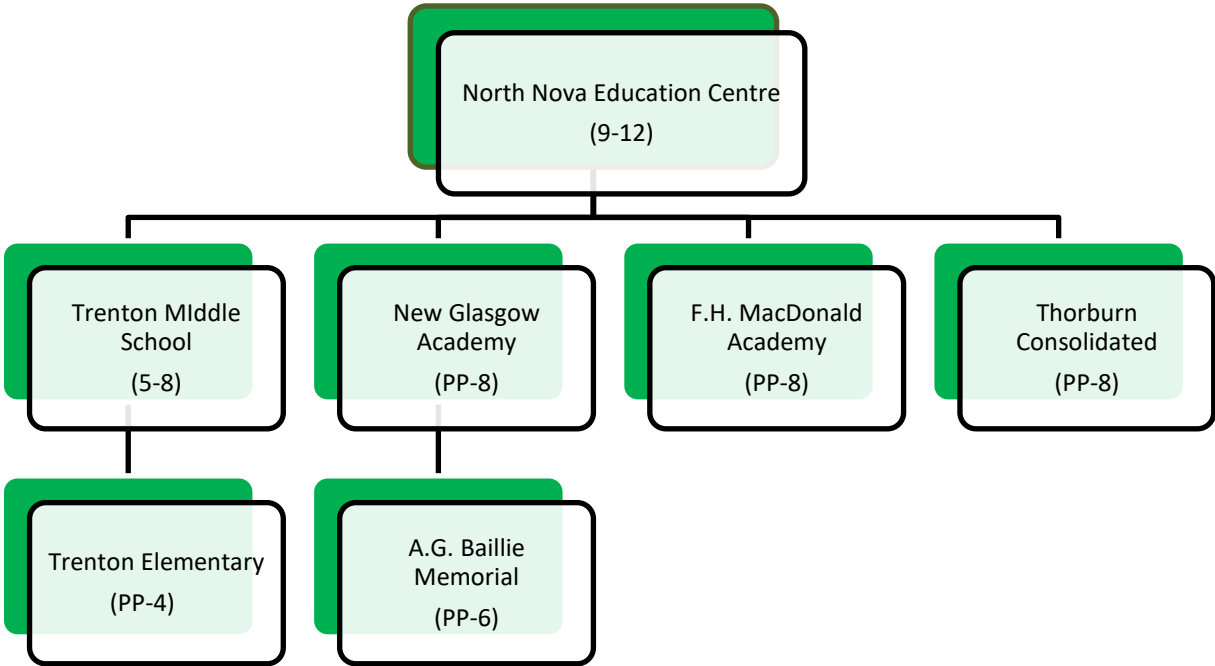 North Nova Education Centre
(9-12)
Trenton MIddle
School
(5-8)
New Glasgow
Academy
(PP-8)
F.H. MacDonald
Academy
(PP-8)
Thorburn
Consolidated
(PP-8)
Trenton Elementary
(PP-4)
A.G. Baillie
Memorial
(PP-6)